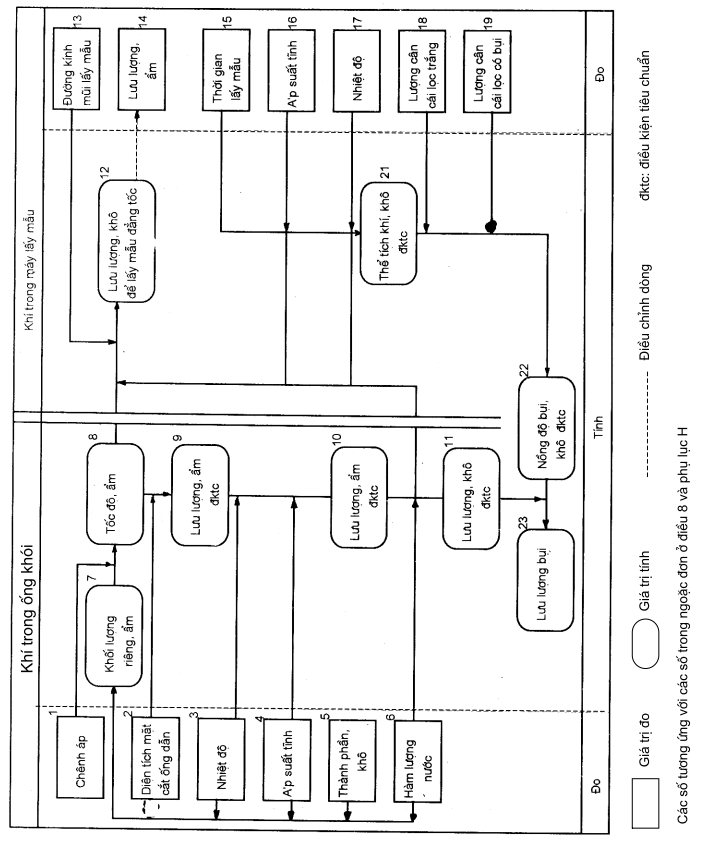 Khí trong ống khói
Khí trong máy lấy mẫu
1
Chênh áp
2
Diện tích mặt
cắt ống dẫn
3
Nhiệt độ
4
A'p suất tĩnh
5
Thành phần,
khô
6
Hàm lượng
nước
7
Khối lượng
riêng, ẩm
8
Tốc độ, ẩm
9
Lưu lượng, ẩm
đktc
10
Lưu lượng, ẩm
đktc
11
Lưu lượng, khô
đktc
12
Lưu lượng, khô
để lấy mẫu đẳng tốc
13
Đường kính
mũi lấy mẫu
14
Lưu lượng,
ẩm
15
Thời gian
lấy mẫu
16
A'p suất tĩnh
17
Nhiệt độ
18
Lượng cân
cái lọc trắng
19
Lượng cân
cái lọc có bụi
21
Thể tích khí, khô
đktc
22
Nồng độ bụi,
khô đktc
23
Lưu lượng bụi
Đo
Tính
Đo
Giá trị đo
Giá trị tính
Điều chỉnh dòng
đktc: điều kiện tiêu chuẩn
Các số tương ứng với các số trong ngoặc đơn ở điều 8 và phụ lục H